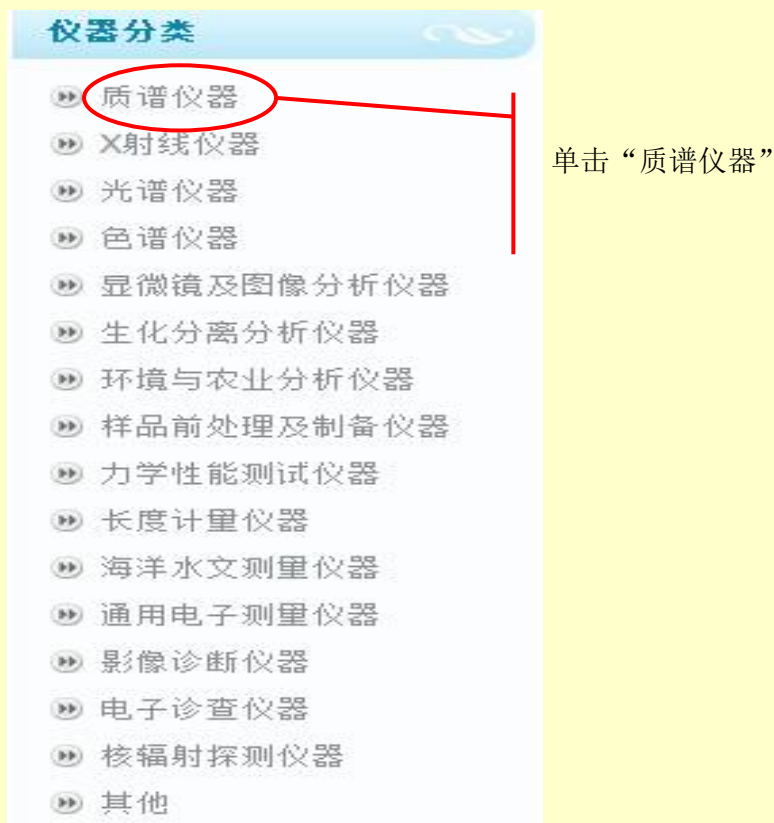 仪器分类
质谱仪器
X射线仪器
单击“质谱仪器”
光谱仪器
色谱仪器
显微镜及图像分析仪器
生化分离分析仪器
环境与农业分析仪器
样品前处理及制备仪器
力学性能测试仪器
长度计量仪器
海洋水文测量仪器
通用电子测量仪器
影像诊断仪器
电子诊查仪器
核辐射探测仪器
其他